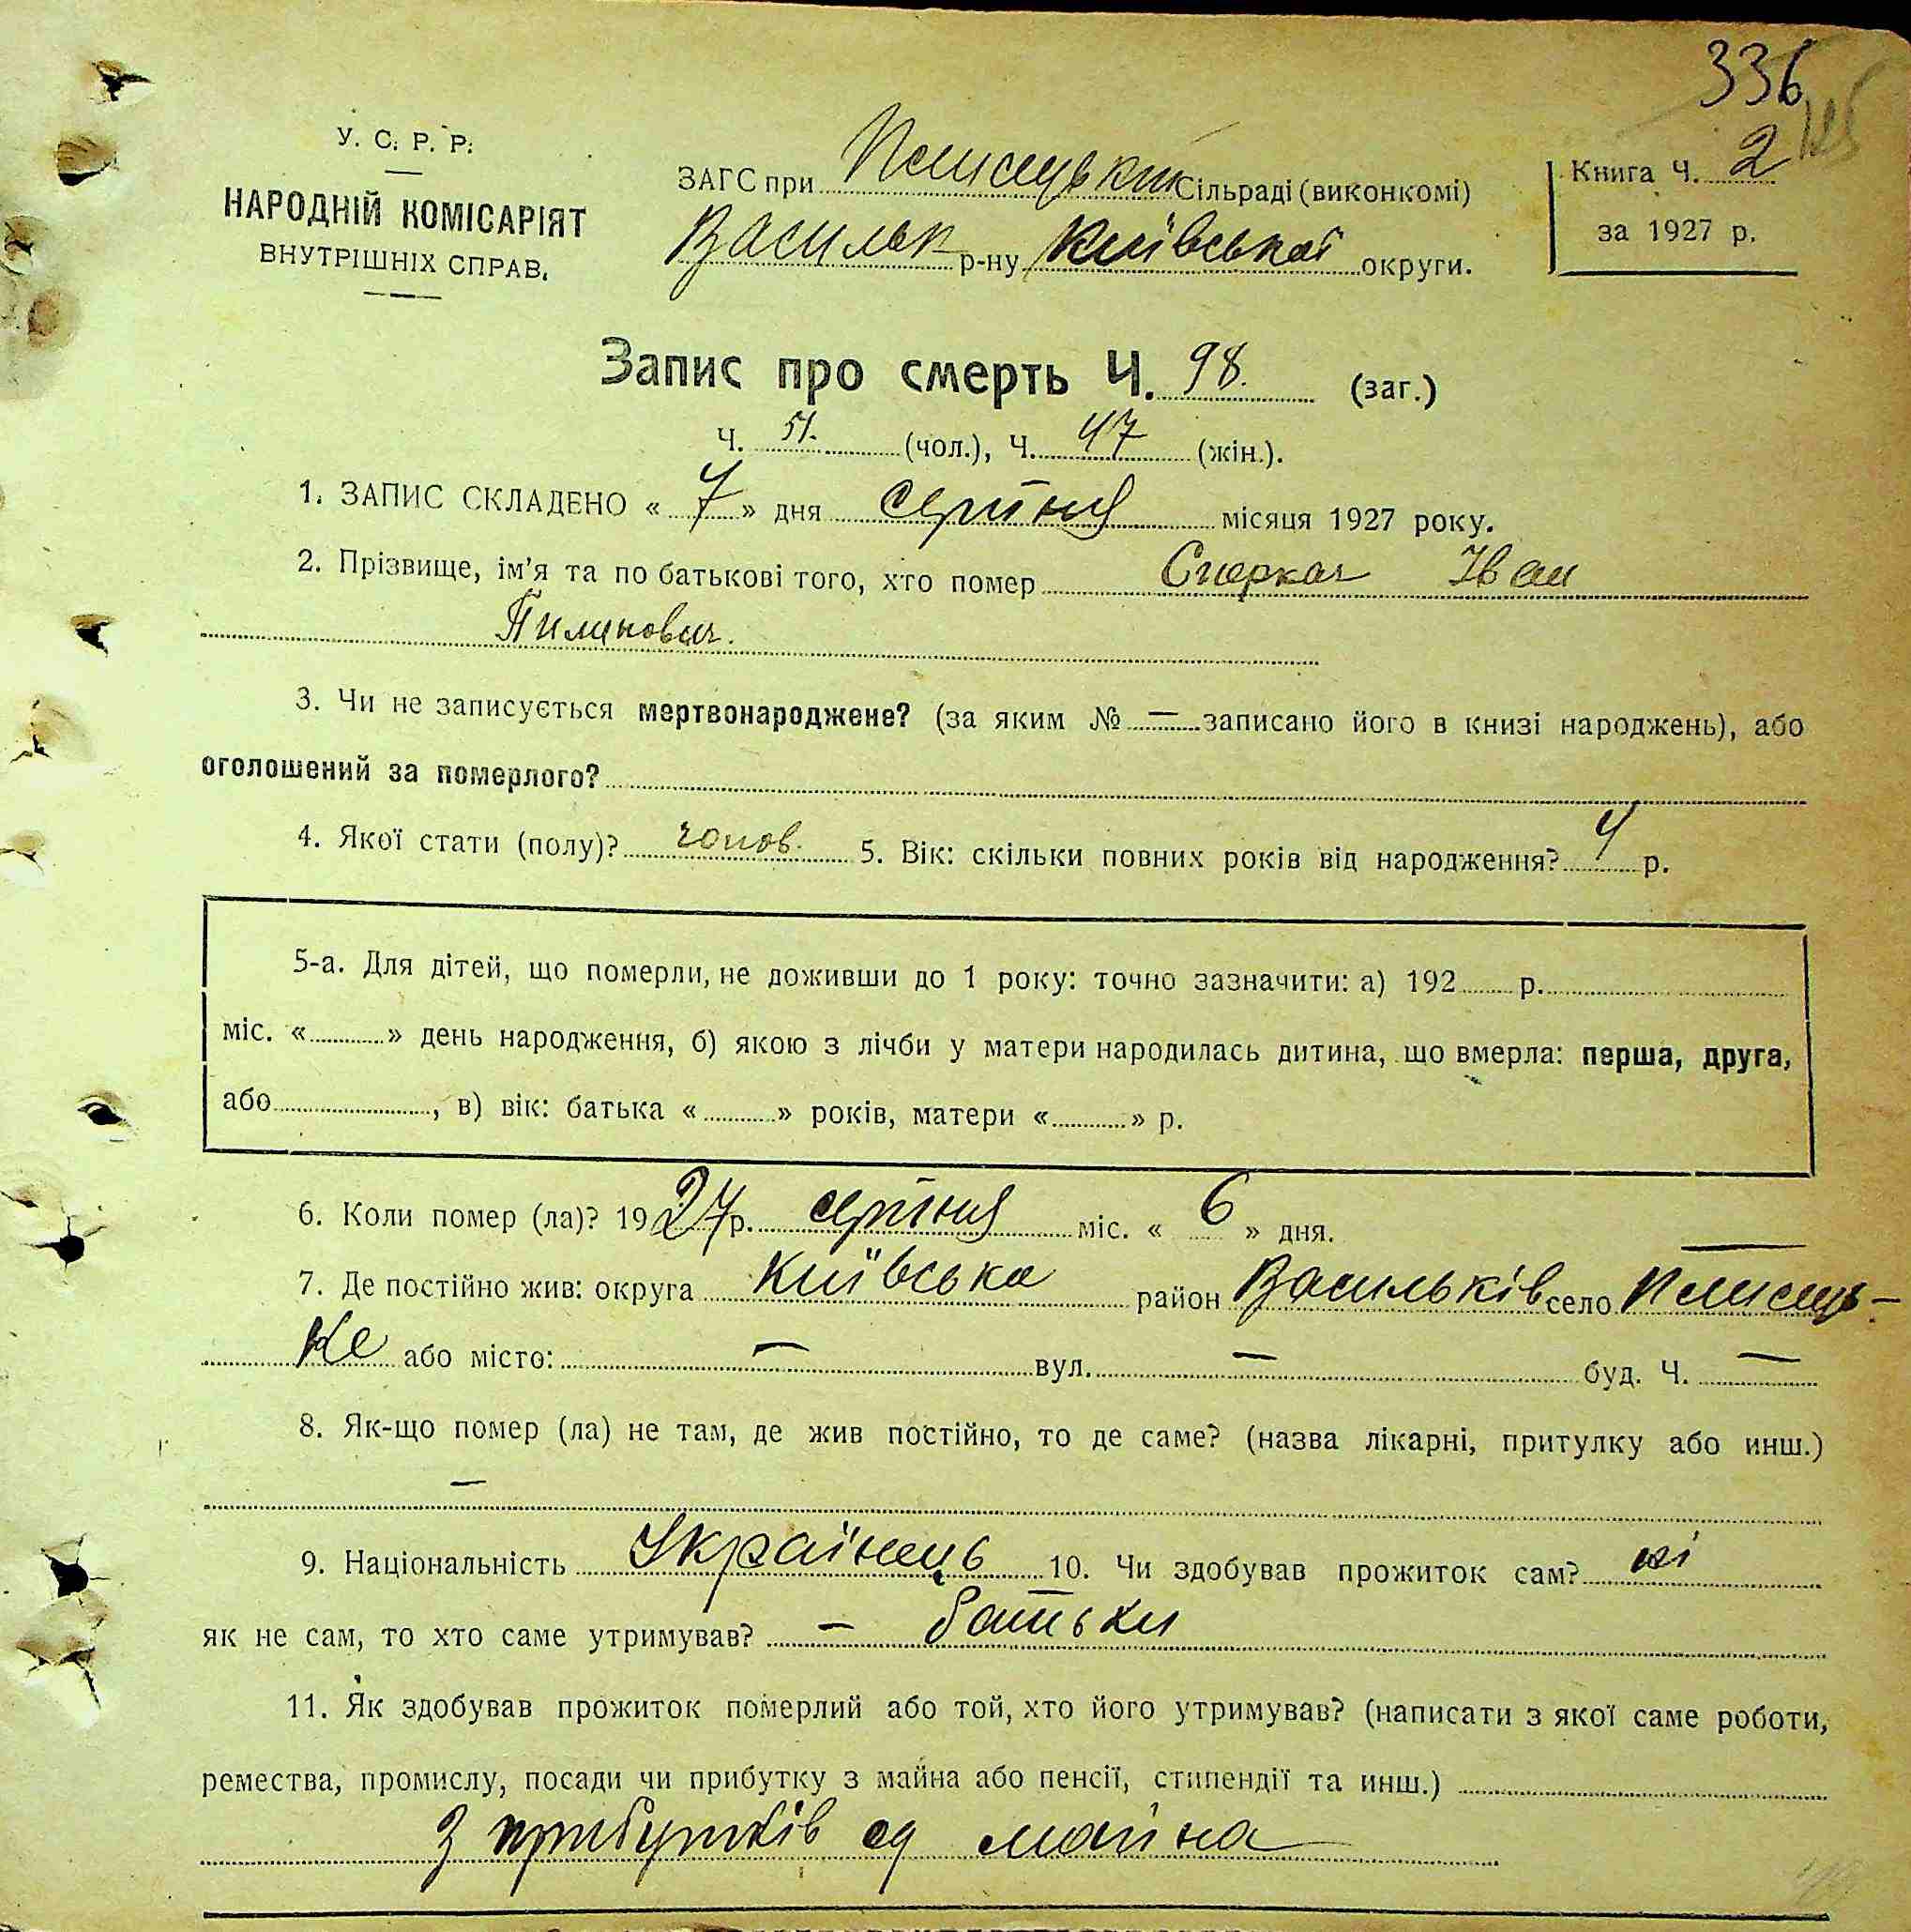 336
У. С. Р. Р.
НАРОДНІЙ КОМІСАРІЯТ
ВНУТРІШНІХ СПРАВ.
ЗАГС при Плисецькій Сільраді (виконкомі)
Васильк р-ну Київської округи.
Книга Ч. 2
за 1927 р.
Запис про смерть Ч. 98. (заг.)
Ч. 51. (чол.), Ч. 47 (жін.).
1. ЗАПИС СКЛАДЕНО « 7 » дня серпня місяця 1927 року.
2. Прізвище, ім'я та по батькові того, хто помер Іван
Пилипович.
3. Чи не записується мертвонароджене? (за яким № — записано його в книзі народжень), або
оголошений за померлого?
4. Якої стати (полу)? чолов. 5. Вік: скільки повних років від народження? 4 р.
5-а. Для дітей, що померли, не доживши до 1 року: точно зазначити: а) 192 р.
міс. « » день народження, б) якою з лічби у матери народилась дитина, що вмерла: перша, друга,
або , в) вік: батька « » років, матери « » р.
6. Коли помер (ла)? 1927 р. серпня міс. « 6 » дня.
7. Де постійно жив: округа Київська район Васильків село Плисець-
ке або місто: — вул. — буд. Ч. —
8. Як-що помер (ла) не там, де жив постійно, то де саме? (назва лікарні, притулку або инш.)
—
9. Національність Українець 10. Чи здобував прожиток сам? ні
як не сам, то хто саме утримував? — батьки
11. Як здобував прожиток померлий або той, хто його утримував? (написати з якої саме роботи,
ремества, промислу, посади чи прибутку з майна або пенсії, стипендії та инш.)
З прибутків од майна